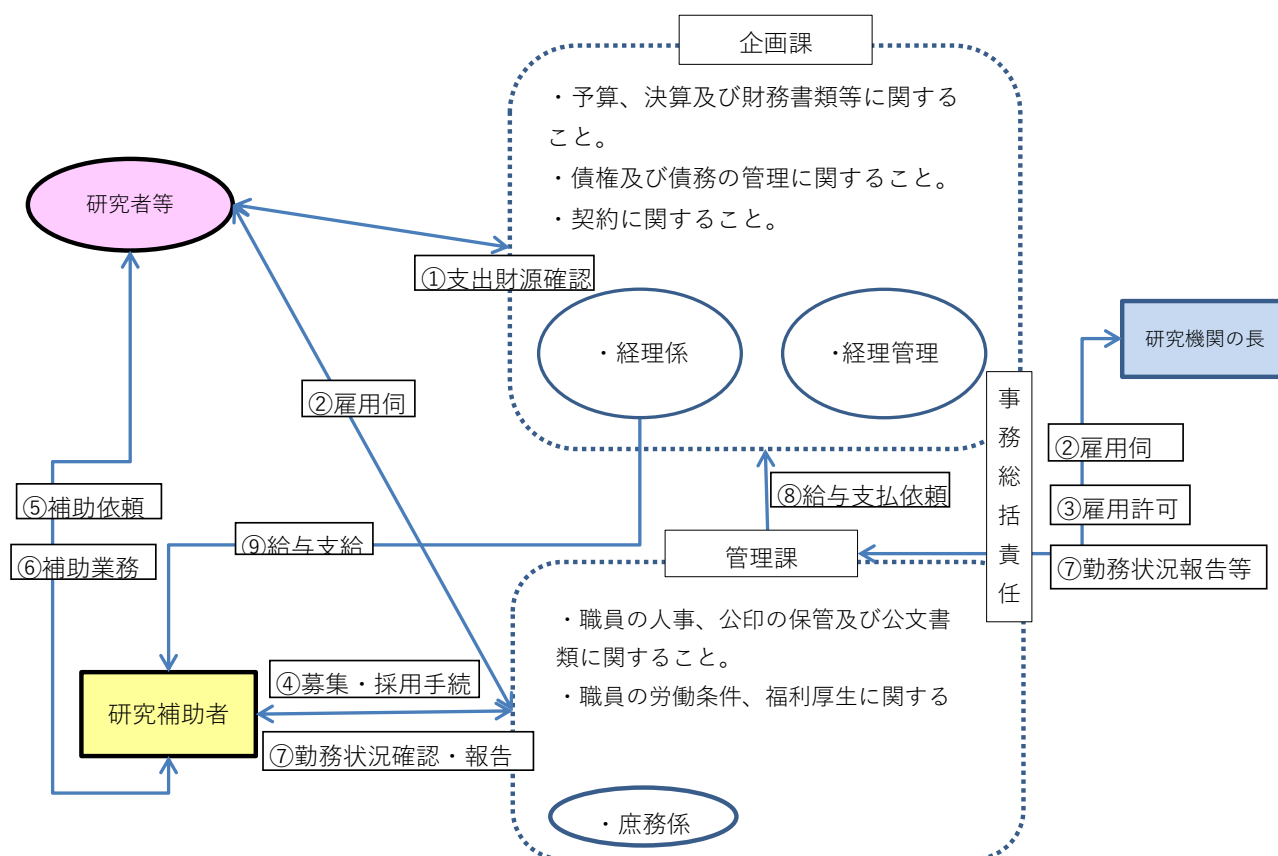 企画課
・予算、決算及び財務書類等に関する
こと。
・債権及び債務の管理に関すること。
・契約に関すること。
研究者等
①支出財源確認
・経理係
・経理管理
研究機関の長
事務総括責任
②雇用伺
②雇用伺
③雇用許可
⑦勤務状況報告等
⑤補助依頼
⑥補助業務
⑧給与支払依頼
⑨給与支給
管理課
・職員の人事、公印の保管及び公文書
類に関すること。
・職員の労働条件、福利厚生に関する
④募集・採用手続
研究補助者
⑦勤務状況確認・報告
・庶務係